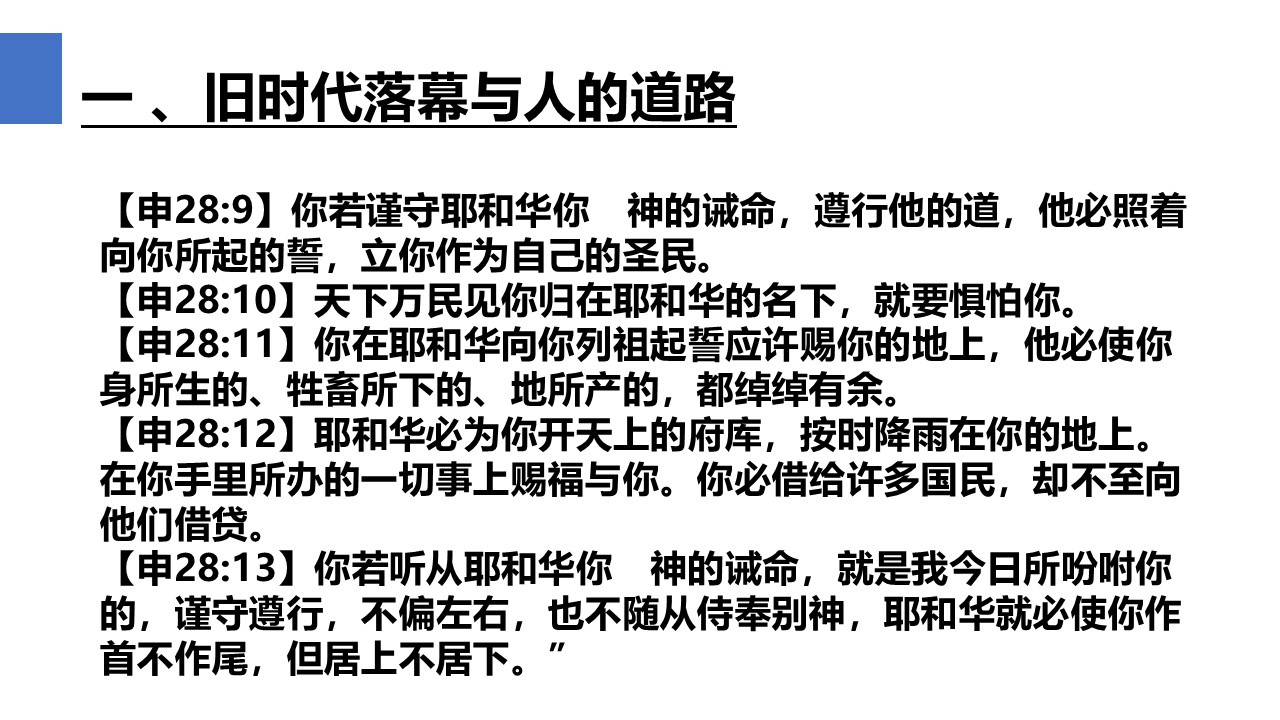 一 、旧时代落幕与人的道路
【申28:9】你若谨守耶和华你　神的诫命，遵行他的道，他必照着
向你所起的誓，立你作为自己的圣民。
【申28:10】天下万民见你归在耶和华的名下，就要惧怕你。
【申28:11】你在耶和华向你列祖起誓应许赐你的地上，他必使你
身所生的、牲畜所下的、地所产的，都绰绰有余。
【申28:12】耶和华必为你开天上的府库，按时降雨在你的地上。
在你手里所办的一切事上赐福与你。你必借给许多国民，却不至向
他们借贷。
【申28:13】你若听从耶和华你　神的诫命，就是我今日所吩咐你
的，谨守遵行，不偏左右，也不随从侍奉别神，耶和华就必使你作
首不作尾，但居上不居下。”